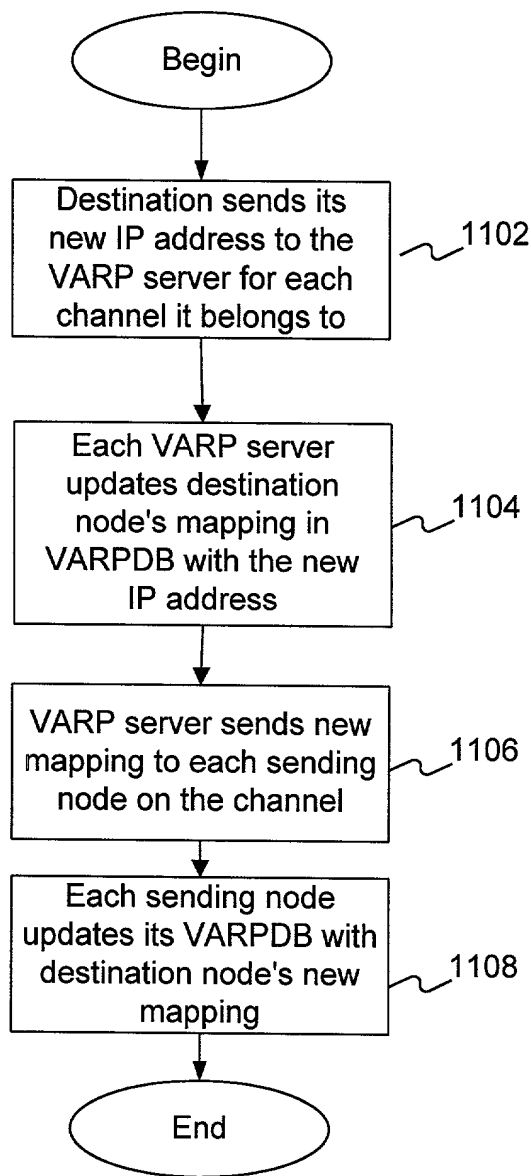 Begin
Destination sends its
new IP address to the
VARP server for each
channel it belongs to
1102
Each VARP server
updates destination
node's mapping in
VARPDB with the new
IP address
1104
VARP server sends new
mapping to each sending
node on the channel
1106
Each sending node
updates its VARPDB with
destination node's new
mapping
1108
End